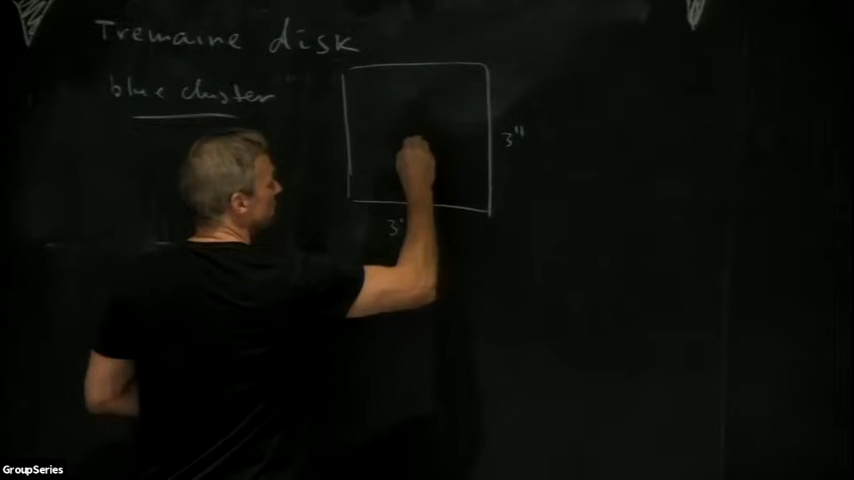 Tremaine disk
blue cluster
3"
3"
GroupSeries